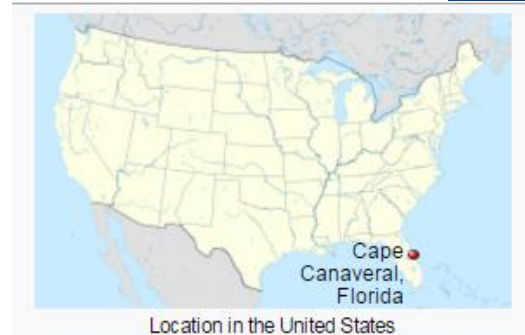 Cape
Canaveral,
Florida
Location in the United States